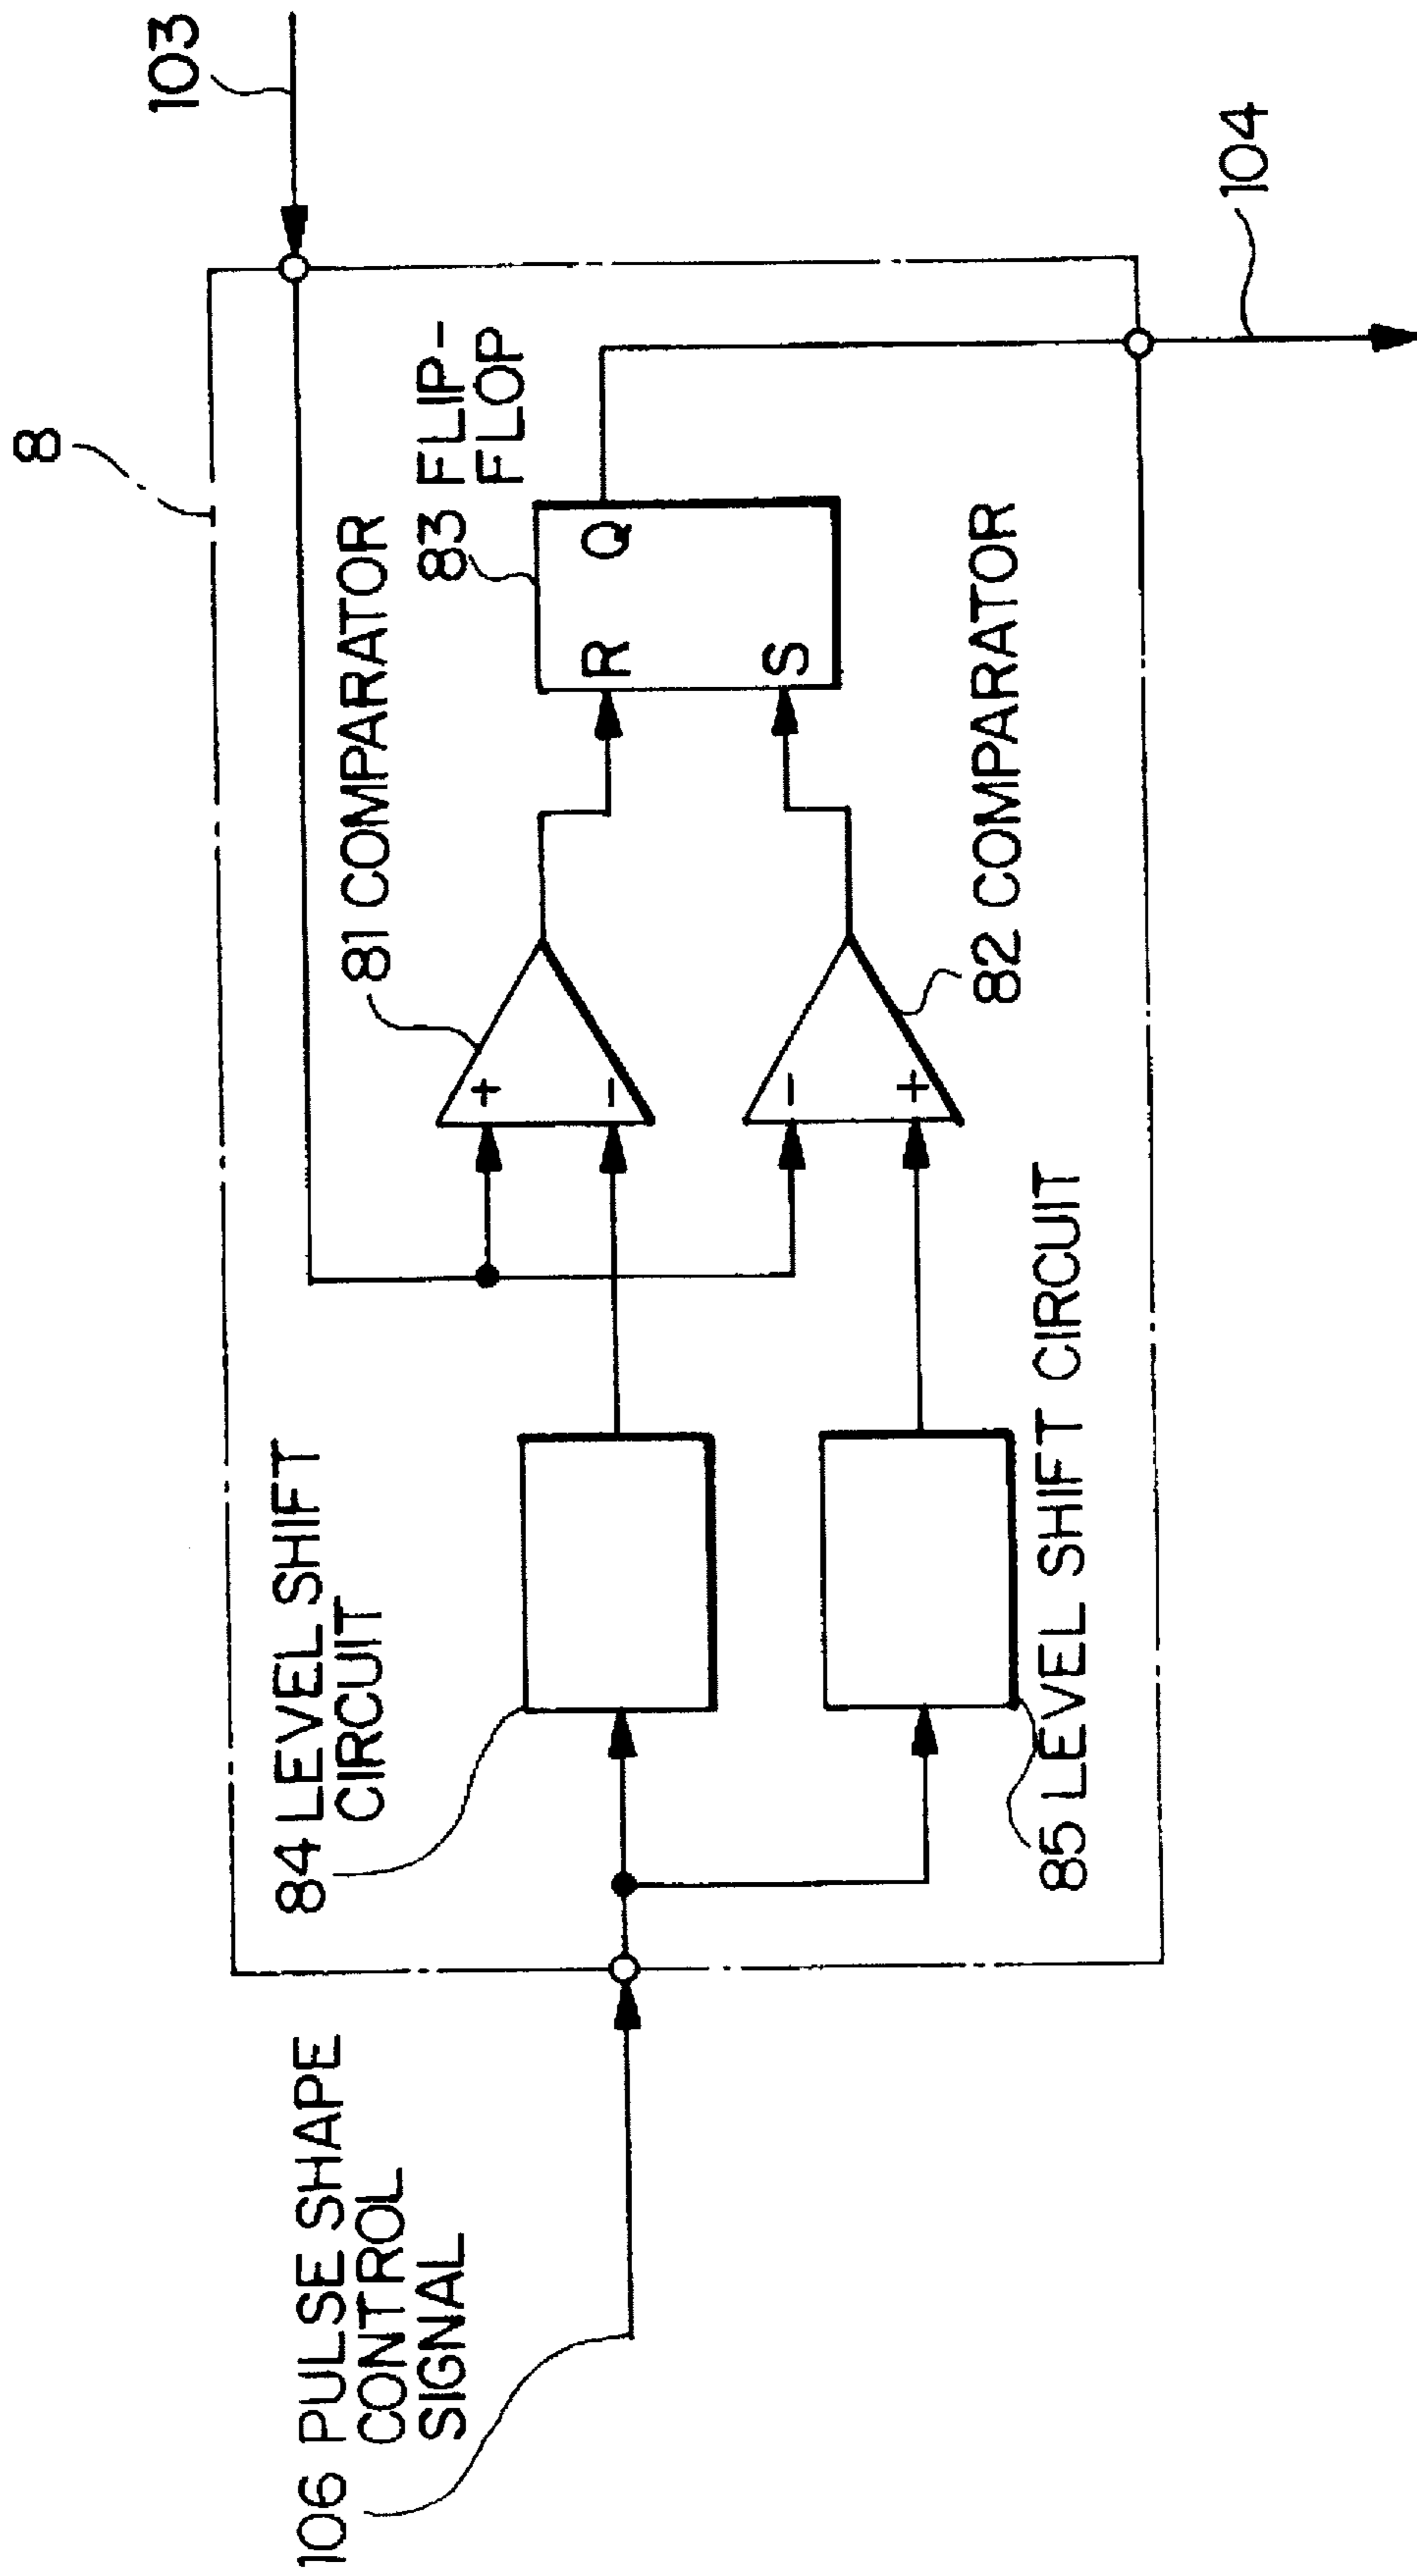 8
103
84 LEVEL SHIFT
CIRCUIT
81 COMPARATOR
83 FLIP-
FLOP
+
−
R
Q
106 PULSE SHAPE
CONTROL
SIGNAL
−
+
S
82 COMPARATOR
85 LEVEL SHIFT CIRCUIT
104